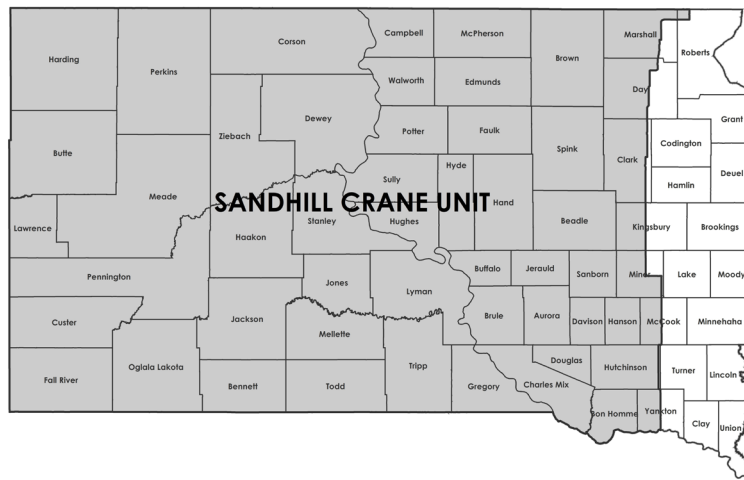 Harding
Perkins
Corson
Campbell
McPherson
Brown
Marshall
Roberts
Walworth
Edmunds
Day
Dewey
Ziebach
Potter
Faulk
Spink
Grant
Butte
Codington
Clark
Hyde
Deuel
Sully
Hamlin
Meade
SANDHILL CRANE UNIT
Hand
Lawrence
Stanley
Hughes
Beadle
Kingsbury
Brookings
Haakon
Pennington
Buffalo
Jerauld
Sanborn
Miner
Lake
Moody
Jones
Lyman
Custer
Jackson
Mellette
Brule
Aurora
Davison
Hanson
McCook
Minnehaha
Fall River
Oglala Lakota
Bennett
Todd
Tripp
Gregory
Charles Mix
Douglas
Hutchinson
Turner
Lincoln
Bon Homme
Yankton
Clay
Union